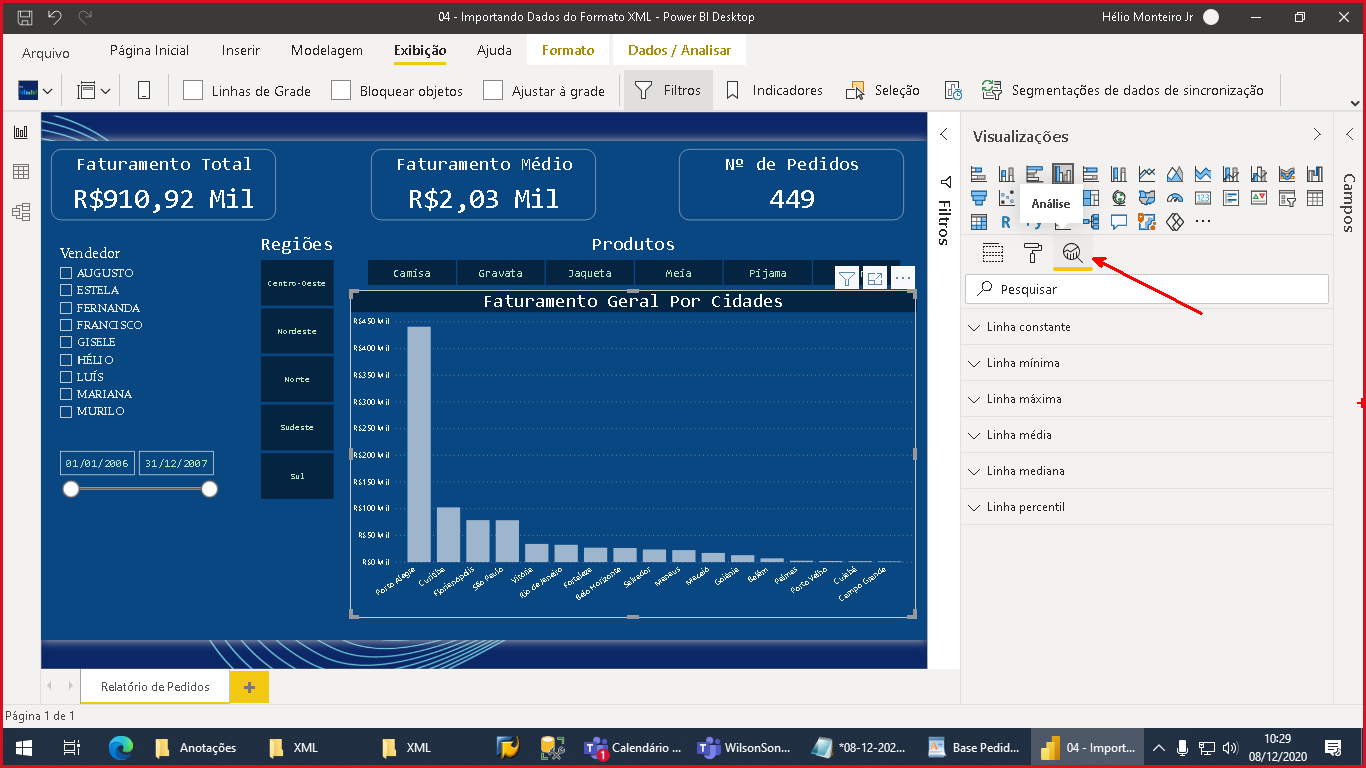 04 - Importando Dados do Formato XML - Power BI Desktop
Hélio Monteiro Jr
Arquivo
Página Inicial
Inserir
Modelagem
Exibição
Ajuda
Formato
Dados / Analisar
Linhas de Grade
Bloquear objetos
Ajustar à grade
Filtros
Indicadores
Seleção
Segmentações de dados de sincronização
Faturamento Total
R$910,92 Mil
Faturamento Médio
R$2,03 Mil
Nº de Pedidos
449
Vendedor
AUGUSTO
ESTELA
FERNANDA
FRANCISCO
GISELE
HÉLIO
LUÍS
MARIANA
MURILO
01/01/2006
31/12/2007
Regiões
Centro-Oeste
Nordeste
Norte
Sudeste
Sul
Produtos
Camisa
Gravata
Jaqueta
Meia
Pijama
Faturamento Geral Por Cidades
R$450 Mil
R$400 Mil
R$350 Mil
R$300 Mil
R$250 Mil
R$200 Mil
R$150 Mil
R$100 Mil
R$50 Mil
R$0 Mil
Porto Alegre
Curitiba
Florianópolis
São Paulo
Vitória
Rio de Janeiro
Fortaleza
Belo Horizonte
Salvador
Manaus
Maceió
Goiânia
Belém
Palmas
Porto Velho
Cuiabá
Campo Grande
Filtros
Visualizações
Análise
R
Py
123
Pesquisar
Linha constante
Linha mínima
Linha máxima
Linha média
Linha mediana
Linha percentil
Campos
Relatório de Pedidos
Página 1 de 1
Anotações
XML
XML
1
Calendário ...
WilsonSon...
*08-12-202...
Base Pedid...
04 - Import...
10:29
08/12/2020